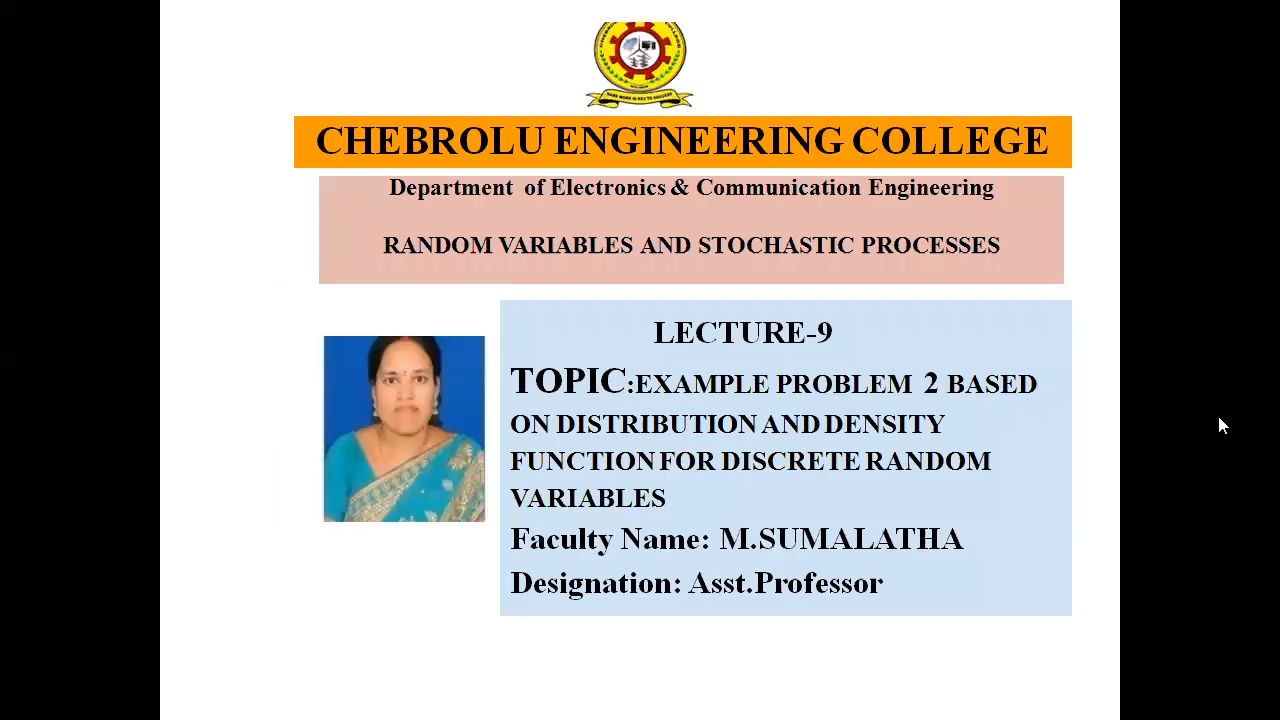 CHEBROLU ENGINEERING COLLEGE
Department of Electronics & Communication Engineering
RANDOM VARIABLES AND STOCHASTIC PROCESSES
LECTURE-9
TOPIC:EXAMPLE PROBLEM 2 BASED
ON DISTRIBUTION AND DENSITY
FUNCTION FOR DISCRETE RANDOM
VARIABLES
Faculty Name: M.SUMALATHA
Designation: Asst.Professor